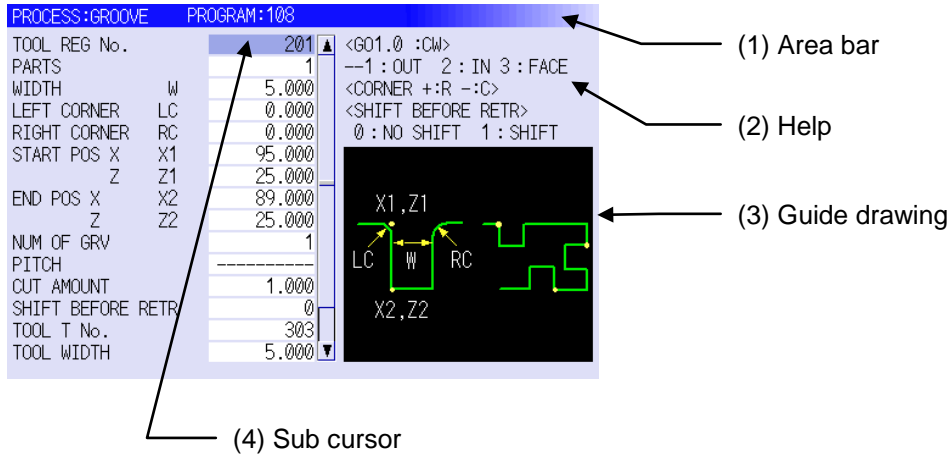 PROCESS:GROOVE PROGRAM:108
TOOL REG No. 201
PARTS 1
WIDTH W 5.000
LEFT CORNER LC 0.000
RIGHT CORNER RC 0.000
START POS X X1 95.000
Z Z1 25.000
END POS X X2 89.000
Z Z2 25.000
NUM OF GRV 1
PITCH ----------
CUT AMOUNT 1.000
SHIFT BEFORE RETR 0
TOOL T No. 303
TOOL WIDTH 5.000
<GO1.0 :CW>
--1:OUT 2:IN 3:FACE
<CORNER +:R -:C>
<SHIFT BEFORE RETR>
0:NO SHIFT 1:SHIFT
X1,Z1
LC W RC
X2,Z2
(1) Area bar
(2) Help
(3) Guide drawing
(4) Sub cursor